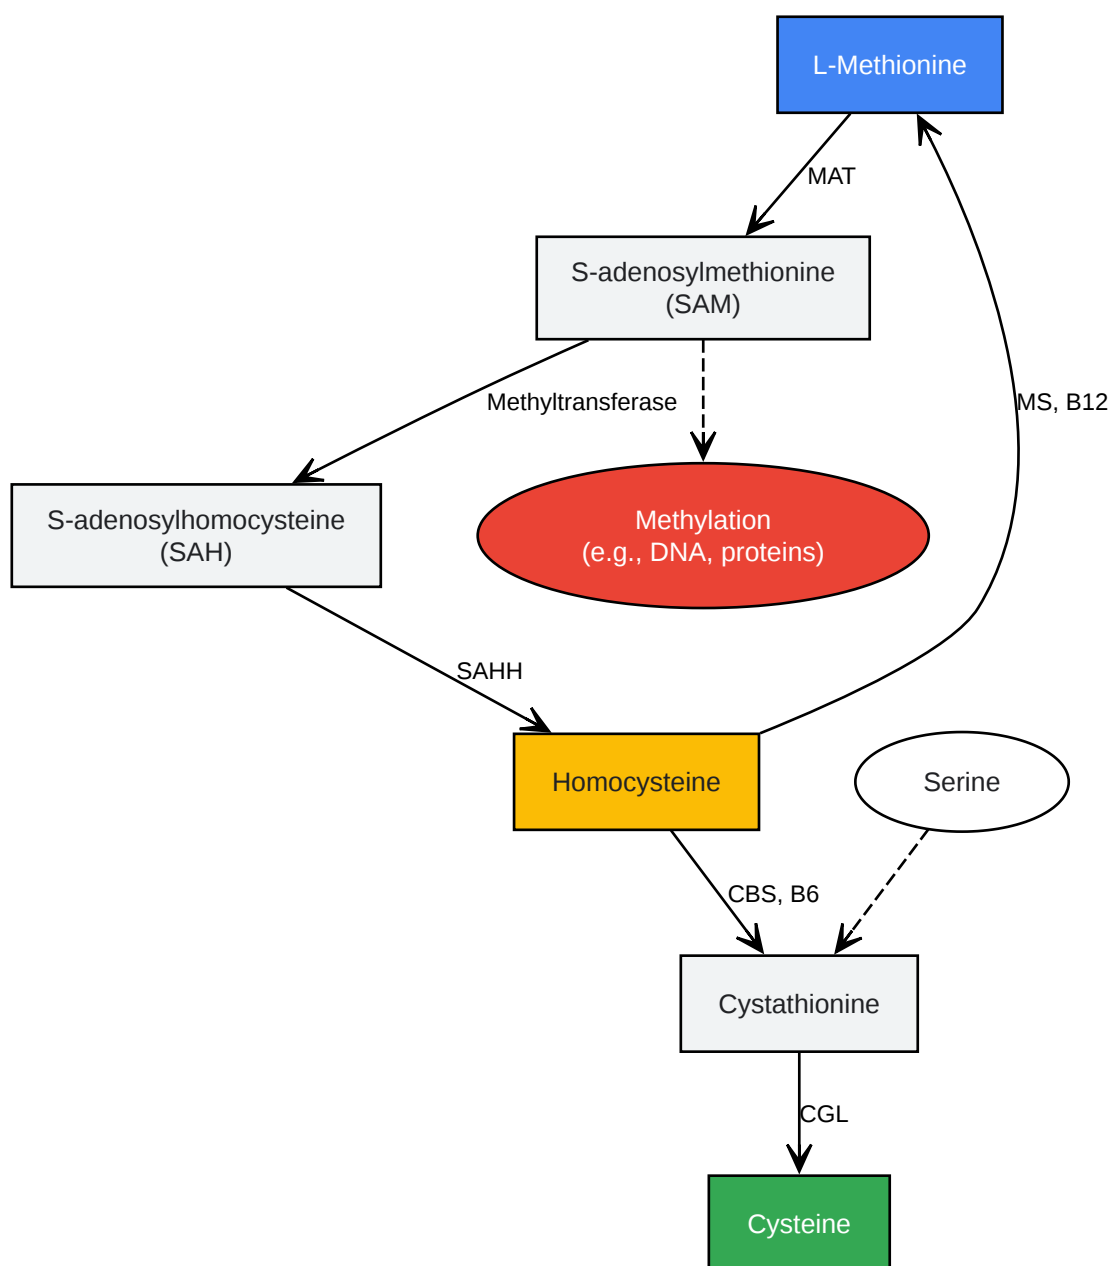 L-Methionine
MAT
S-adenosylmethionine
(SAM)
Methyltransferase
MS, B12
S-adenosylhomocysteine
(SAH)
Methylation
(e.g., DNA, proteins)
SAHH
Homocysteine
Serine
CBS, B6
Cystathionine
CGL
Cysteine